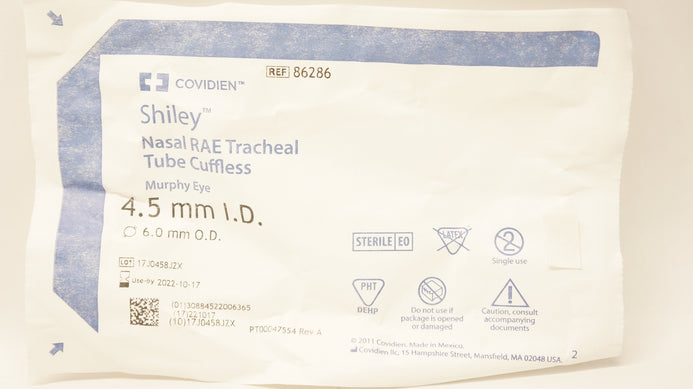 REF 86286
COVIDIEN™
Shiley™
Nasal RAE Tracheal
Tube Cuffless
Murphy Eye
4.5 mm I.D.
6.0 mm O.D.
STERILE EO
LATEX
2
Single use
LOT 17J0458JZX
Use-by 2022-10-17
PHT
DEHP
Do not use if
package is opened
or damaged
Caution, consult
accompanying
documents
(01)30884522006365
(17)221017
(10)17J0458JZX
PT00047554 Rev A
© 2011 Covidien. Made in Mexico.
Covidien llc, 15 Hampshire Street, Mansfield, MA 02048 USA.
2